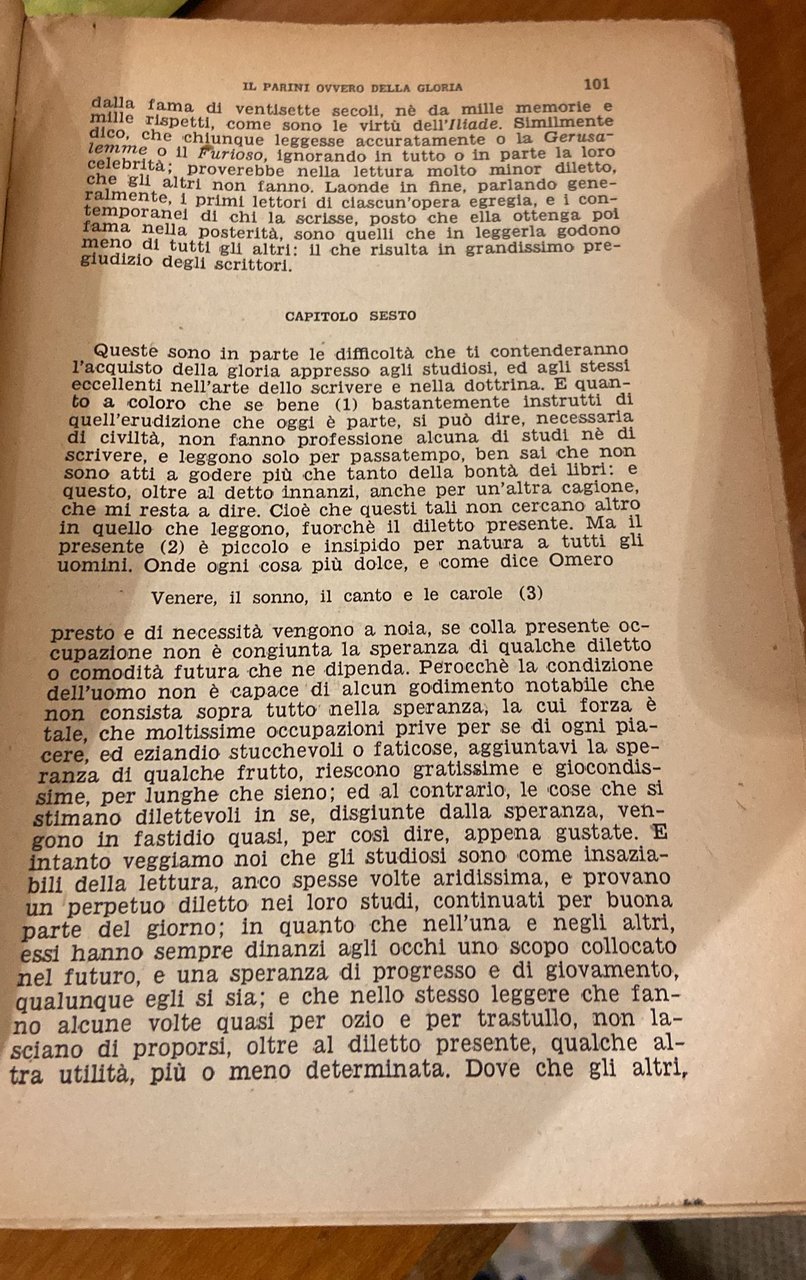 IL PARINI OVVERO DELLA GLORIA 101
dalla fama di ventisette secoli, nè da mille memorie e
mille rispetti, come sono le virtù dell'Iliade. Similmente
dico, che chiunque leggesse accuratamente o la Gerusa-
lemme o il Furioso, ignorando in tutto o in parte la loro
celebrità; proverebbe nella lettura molto minor diletto,
che gli altri non fanno. Laonde in fine, parlando gene-
ralmente, i primi lettori di ciascun'opera egregia, e i con-
temporanei di chi la scrisse, posto che ella ottenga poi
fama nella posterità, sono quelli che in leggerla godono
meno di tutti gli altri: il che risulta in grandissimo pre-
giudizio degli scrittori.
CAPITOLO SESTO
Queste sono in parte le difficoltà che ti contenderanno
l'acquisto della gloria appresso agli studiosi, ed agli stessi
eccellenti nell'arte dello scrivere e nella dottrina. E quan-
to a coloro che se bene (1) bastantemente instrutti di
quell'erudizione che oggi è parte, si può dire, necessaria
di civiltà, non fanno professione alcuna di studi nè di
scrivere, e leggono solo per passatempo, ben sai che non
sono atti a godere più che tanto della bontà dei libri: e
questo, oltre al detto innanzi, anche per un'altra cagione,
che mi resta a dire. Cioè che questi tali non cercano altro
in quello che leggono, fuorchè il diletto presente. Ma il
presente (2) è piccolo e insipido per natura a tutti gli
uomini. Onde ogni cosa più dolce, e come dice Omero
Venere, il sonno, il canto e le carole (3)
presto e di necessità vengono a noia, se colla presente oc-
cupazione non è congiunta la speranza di qualche diletto
o comodità futura che ne dipenda. Perocchè la condizione
dell'uomo non è capace di alcun godimento notabile che
non consista sopra tutto nella speranza, la cui forza è
tale, che moltissime occupazioni prive per se di ogni pia-
cere, ed eziandio stucchevoli o faticose, aggiuntavi la spe-
ranza di qualche frutto, riescono gratissime e giocondis-
sime, per lunghe che sieno; ed al contrario, le cose che si
stimano dilettevoli in se, disgiunte dalla speranza, ven-
gono in fastidio quasi, per così dire, appena gustate. E
intanto veggiamo noi che gli studiosi sono come insazia-
bili della lettura, anco spesse volte aridissima, e provano
un perpetuo diletto nei loro studi, continuati per buona
parte del giorno; in quanto che nell'una e negli altri,
essi hanno sempre dinanzi agli occhi uno scopo collocato
nel futuro, e una speranza di progresso e di giovamento,
qualunque egli si sia; e che nello stesso leggere che fan-
no alcune volte quasi per ozio e per trastullo, non la-
sciano di proporsi, oltre al diletto presente, qualche al-
tra utilità, più o meno determinata. Dove che gli altri,